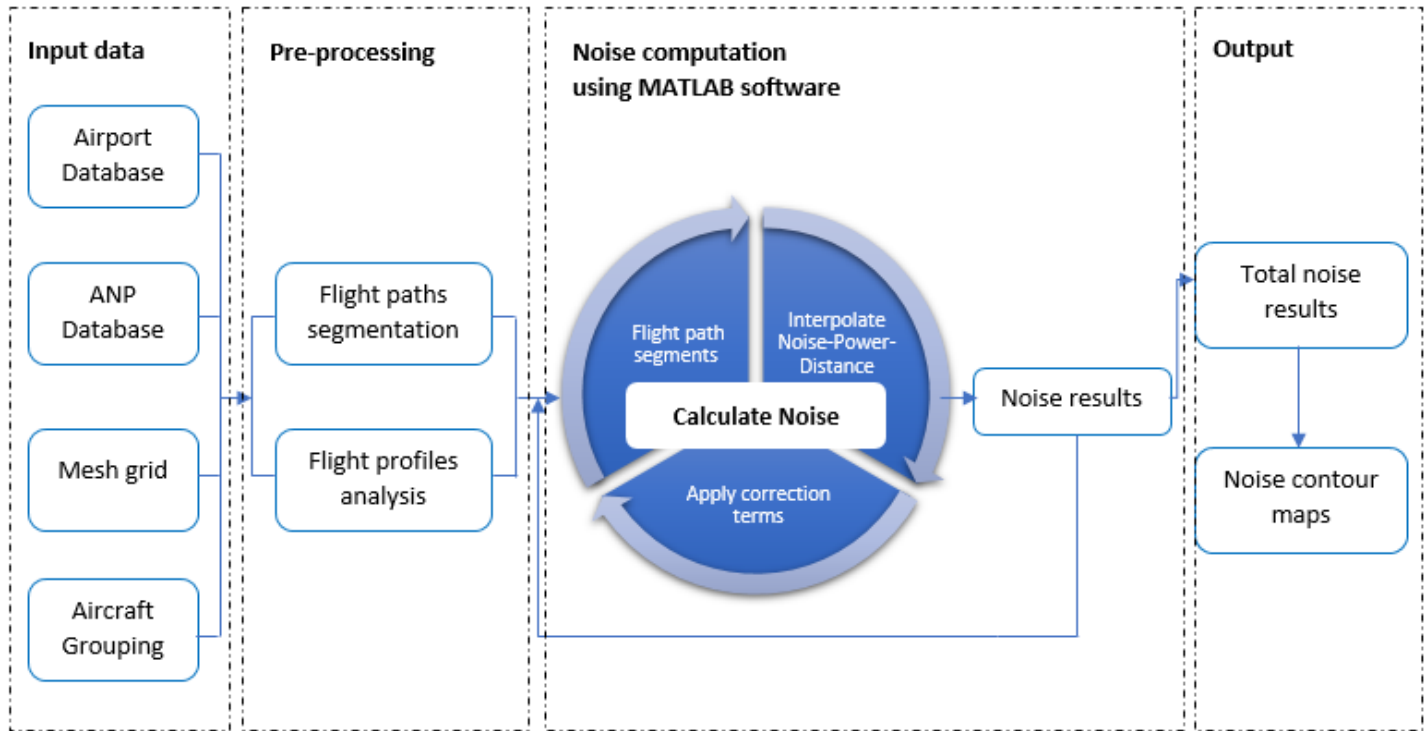 Input data
Airport
Database
ANP
Database
Mesh grid
Aircraft
Grouping
Pre-processing
Flight paths
segmentation
Flight profiles
analysis
Noise computation
using MATLAB software
Flight path
segments
Interpolate
Noise-Power-
Distance
Calculate Noise
Apply correction
terms
Noise results
Output
Total noise
results
Noise contour
maps